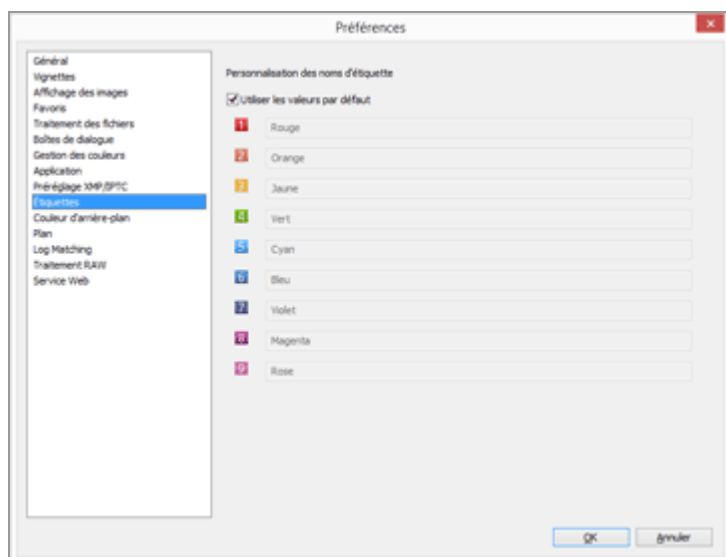 Préférences
Général
Vignettes
Affichage des images
Favoris
Traitement des fichiers
Boîtes de dialogue
Gestion des couleurs
Application
Préréglage XMP/IPTC
Étiquettes
Couleur d'arrière-plan
Plan
Log Matching
Traitement RAW
Service Web
Personnalisation des noms d'étiquette
Utiliser les valeurs par défaut
1 Rouge
2 Orange
3 Jaune
4 Vert
5 Cyan
6 Bleu
7 Violet
8 Magenta
9 Rose
OK Annuler